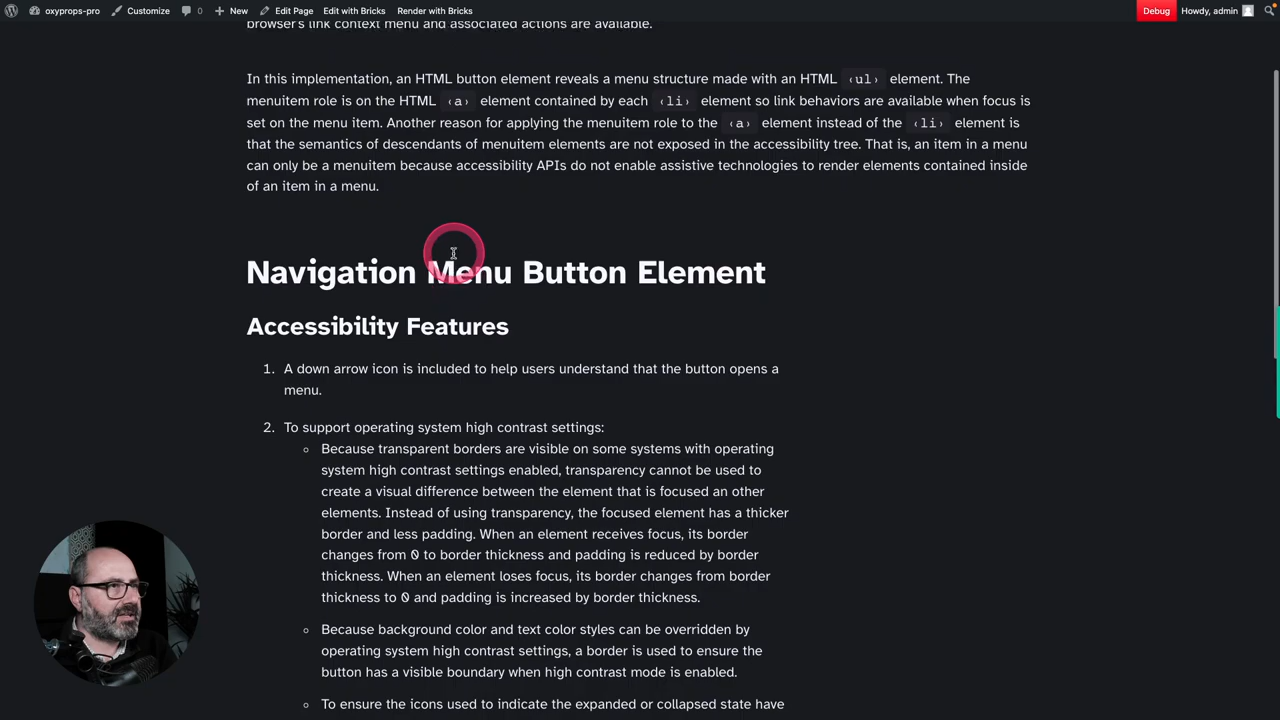 oxyprops-pro Customize 0 New Edit Page Edit with Bricks Render with Bricks Debug Howdy, admin
browser's link context menu and associated actions are available.
In this implementation, an HTML button element reveals a menu structure made with an HTML ‹ul› element. The
menuitem role is on the HTML ‹a› element contained by each ‹li› element so link behaviors are available when focus is
set on the menu item. Another reason for applying the menuitem role to the ‹a› element instead of the ‹li› element is
that the semantics of descendants of menuitem elements are not exposed in the accessibility tree. That is, an item in a menu
can only be a menuitem because accessibility APIs do not enable assistive technologies to render elements contained inside
of an item in a menu.
Navigation Menu Button Element
Accessibility Features
1. A down arrow icon is included to help users understand that the button opens a
menu.
2. To support operating system high contrast settings:
Because transparent borders are visible on some systems with operating
system high contrast settings enabled, transparency cannot be used to
create a visual difference between the element that is focused an other
elements. Instead of using transparency, the focused element has a thicker
border and less padding. When an element receives focus, its border
changes from 0 to border thickness and padding is reduced by border
thickness. When an element loses focus, its border changes from border
thickness to 0 and padding is increased by border thickness.
Because background color and text color styles can be overridden by
operating system high contrast settings, a border is used to ensure the
button has a visible boundary when high contrast mode is enabled.
To ensure the icons used to indicate the expanded or collapsed state have